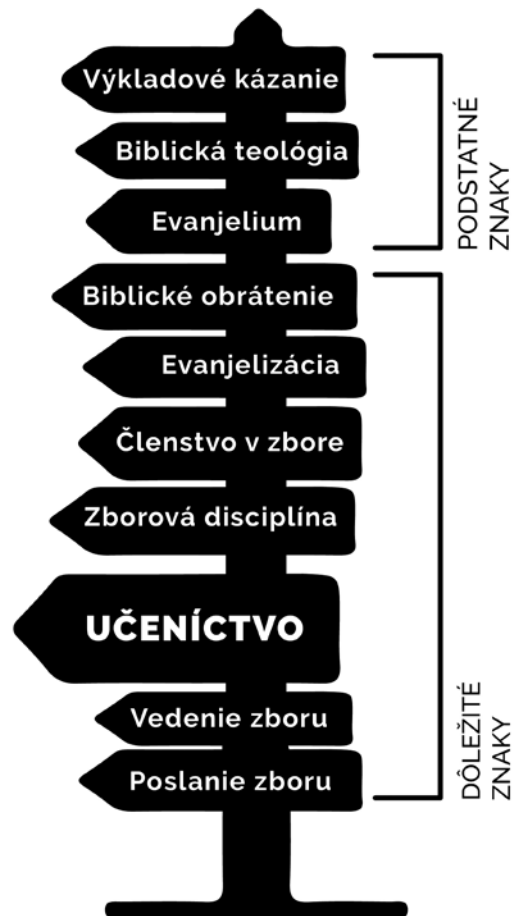 Výkladové kázanie
Biblická teológia
Evanjelium
PODSTATNÉ
ZNAKY
Biblické obrátenie
Evanjelizácia
Členstvo v zbore
Zborová disciplína
UČENÍCTVO
Vedenie zboru
Poslanie zboru
DÔLEŽITÉ
ZNAKY